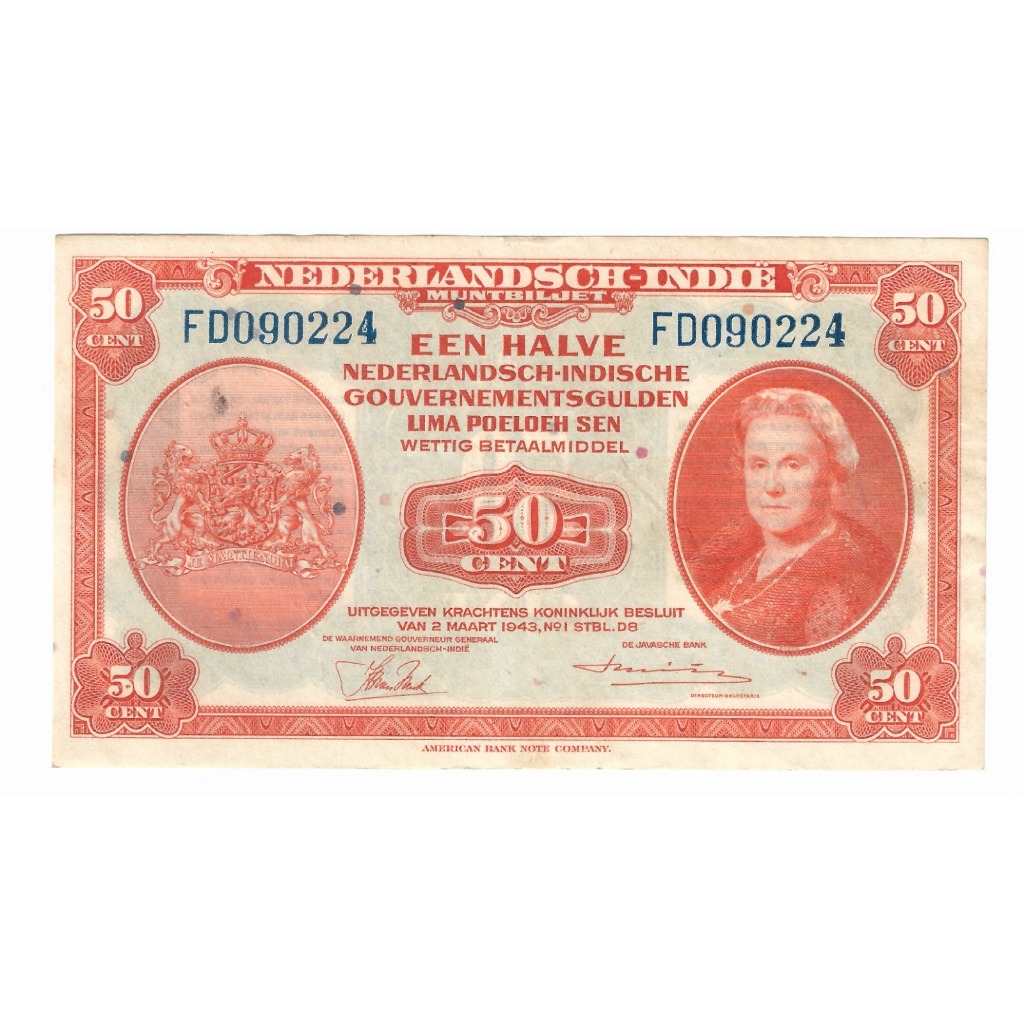 NEDERLANDSCH-INDIË
MUNTBILJET
50 CENT
50 CENT
FD090224
FD090224
EEN HALVE
NEDERLANDSCH-INDISCHE
GOUVERNEMENTSGULDEN
LIMA POELOEH SEN
WETTIG BETAALMIDDEL
JE MAINTIENDRAI
50
CENT
UITGEGEVEN KRACHTENS KONINKLIJK BESLUIT
VAN 2 MAART 1943, No 1 STBL. D8
DE WAARNEMEND GOUVERNEUR GENERAAL
VAN NEDERLANDSCH-INDIË
DE JAVASCHE BANK
DIRECTEUR-SECRETARIS
50 CENT
50 CENT
AMERICAN BANK NOTE COMPANY.